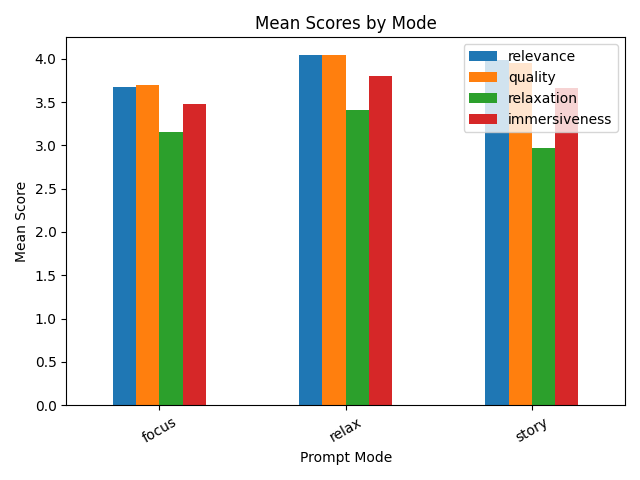 Mean Scores by Mode
relevance
quality
relaxation
immersiveness
4.0
3.5
3.0
2.5
2.0
1.5
1.0
0.5
0.0
Mean Score
focus
relax
story
Prompt Mode